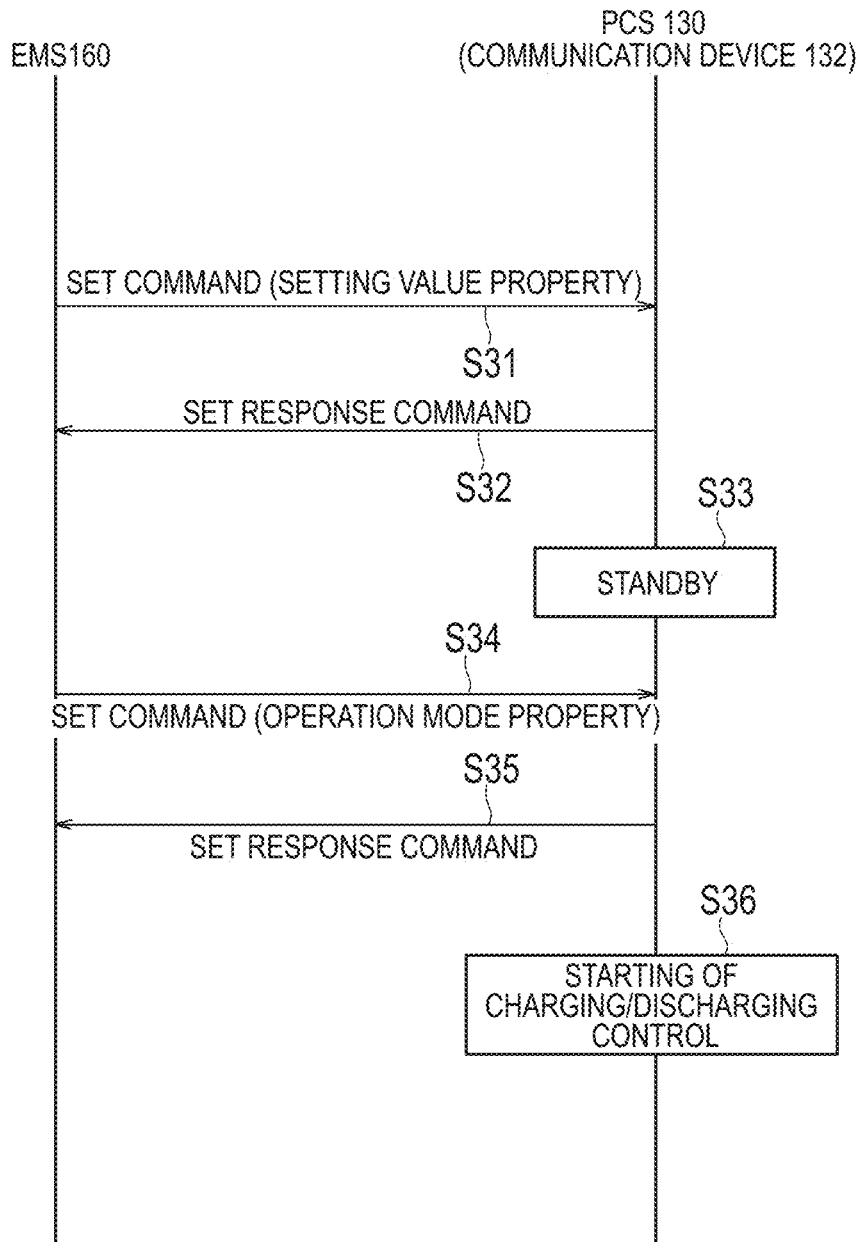 EMS160
PCS 130
(COMMUNICATION DEVICE 132)
SET COMMAND (SETTING VALUE PROPERTY)
S31
SET RESPONSE COMMAND
S32
S33
STANDBY
S34
SET COMMAND (OPERATION MODE PROPERTY)
S35
SET RESPONSE COMMAND
S36
STARTING OF
CHARGING/DISCHARGING
CONTROL